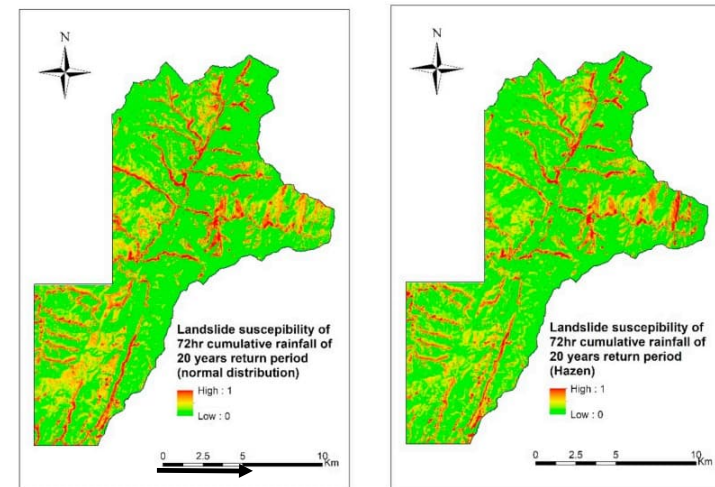 N
Landslide suscepibility of
72hr cumulative rainfall of
20 years return period
(normal distribution)
High : 1
Low : 0
0 2.5 5 10
Km
N
Landslide suscepibility of
72hr cumulative rainfall of
20 years return period
(Hazen)
High : 1
Low : 0
0 2.5 5 10
Km